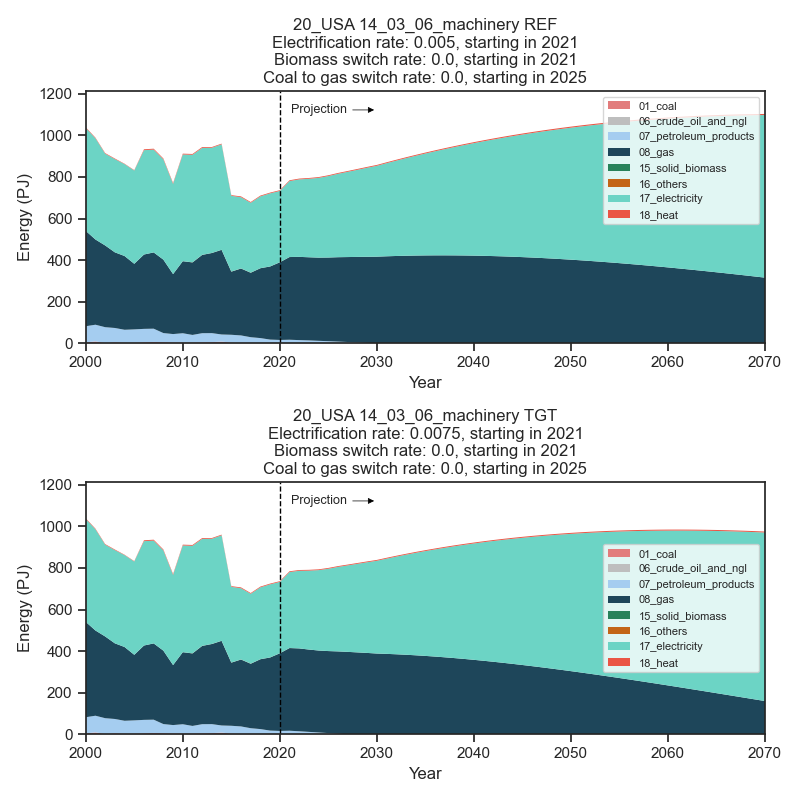 20_USA 14_03_06_machinery REF
Electrification rate: 0.005, starting in 2021
Biomass switch rate: 0.0, starting in 2021
Coal to gas switch rate: 0.0, starting in 2025
1200
1000
800
600
400
200
0
Energy (PJ)
Projection
01_coal
06_crude_oil_and_ngl
07_petroleum_products
08_gas
15_solid_biomass
16_others
17_electricity
18_heat
2000 2010 2020 2030 2040 2050 2060 2070
Year
20_USA 14_03_06_machinery TGT
Electrification rate: 0.0075, starting in 2021
Biomass switch rate: 0.0, starting in 2021
Coal to gas switch rate: 0.0, starting in 2025
1200
1000
800
600
400
200
0
Energy (PJ)
Projection
01_coal
06_crude_oil_and_ngl
07_petroleum_products
08_gas
15_solid_biomass
16_others
17_electricity
18_heat
2000 2010 2020 2030 2040 2050 2060 2070
Year